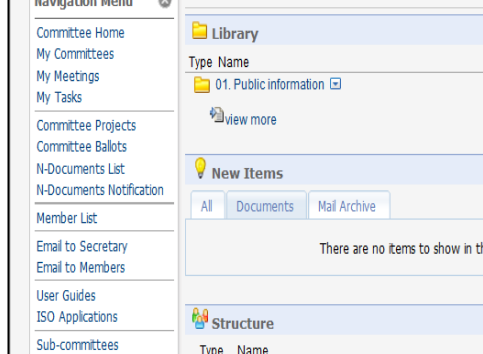 Navigation Menu
Committee Home
My Committees
My Meetings
My Tasks
Committee Projects
Committee Ballots
N-Documents List
N-Documents Notification
Member List
Email to Secretary
Email to Members
User Guides
ISO Applications
Sub-committees
Library
Type Name
01. Public information
view more
New Items
All Documents Mail Archive
There are no items to show in th
Structure
Type Name